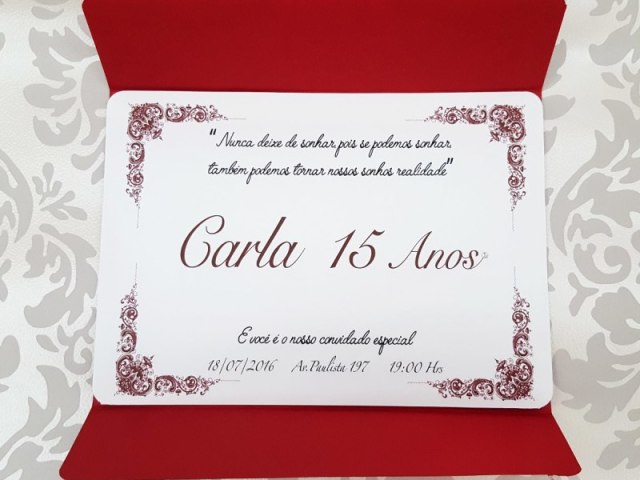 “Nunca deixe de sonhar, pois se podemos sonhar,
também podemos tornar nossos sonhos realidade”
Carla 15 Anos
E você é o nosso convidado especial
18/07/2016 Av. Paulista 197 19:00 Hrs